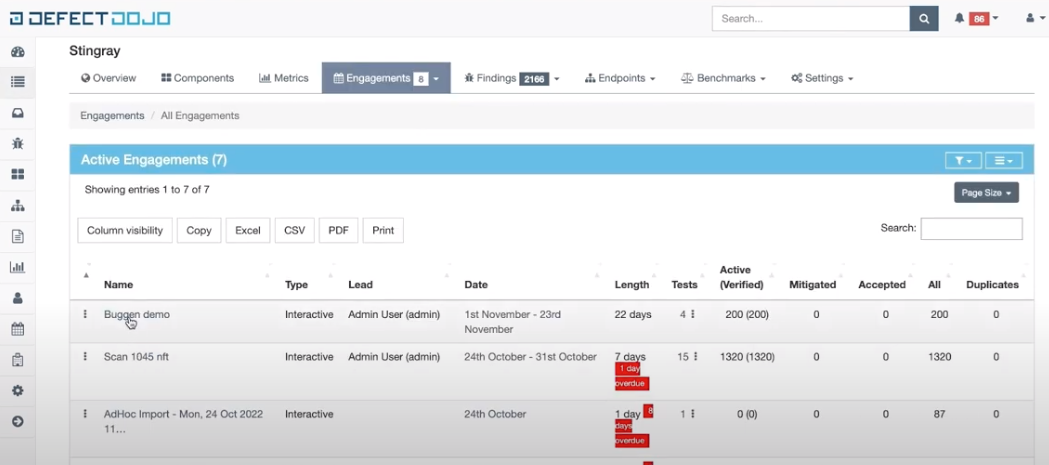 DEFECTDOJO
Search...
86
Stingray
Overview
Components
Metrics
Engagements 8
Findings 2166
Endpoints
Benchmarks
Settings
Engagements / All Engagements
Active Engagements (7)
Showing entries 1 to 7 of 7
Page Size
Column visibility
Copy
Excel
CSV
PDF
Print
Search:
Name Type Lead Date Length Tests Active (Verified) Mitigated Accepted All Duplicates
Buggen demo Interactive Admin User (admin) 1st November - 23rd 22 days 4 200 (200) 0 0 200 0
November
Scan 1045 nft Interactive Admin User (admin) 24th October - 31st October 7 days 15 1320 (1320) 0 0 1320 0
1 day
overdue
AdHoc Import - Mon, 24 Oct 2022 Interactive 24th October 1 day 8 1 0 (0) 0 0 87 0
11... days
overdue